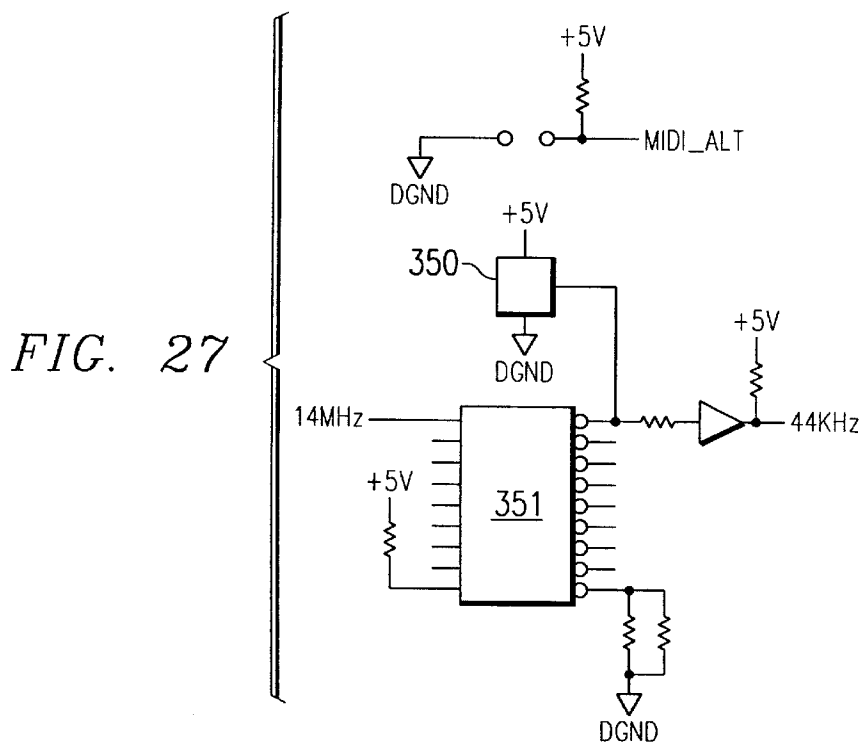 +5V
MIDI_ALT
DGND
+5V
350
DGND
FIG. 27
+5V
14MHz
44KHz
+5V
351
DGND